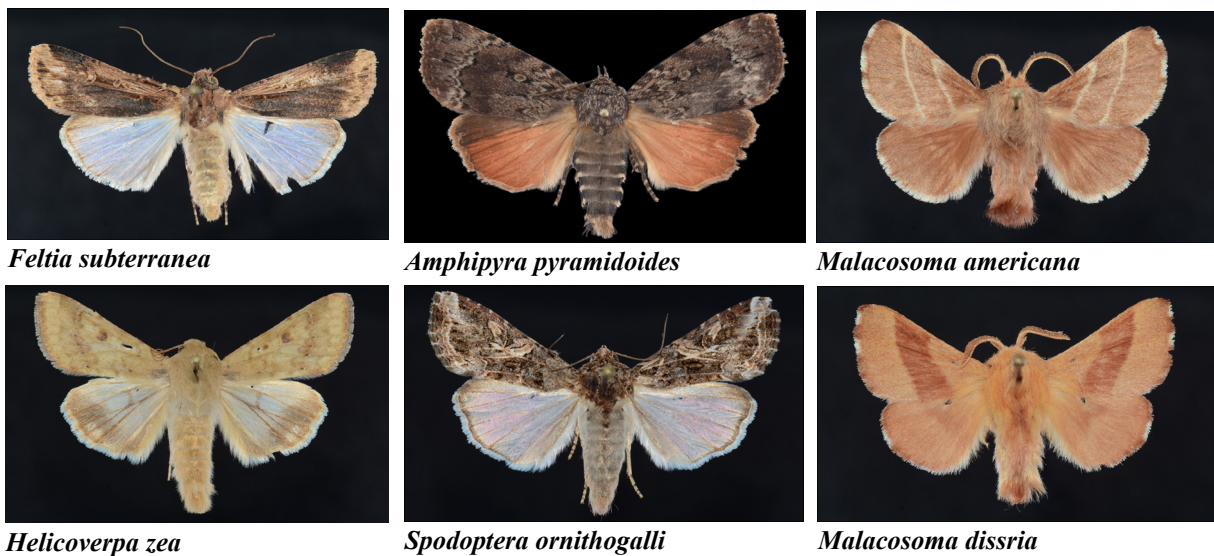 Feltia subterranea
Amphipyra pyramidoides
Malacosoma americana
Helicoverpa zea
Spodoptera ornithogalli
Malacosoma dissria